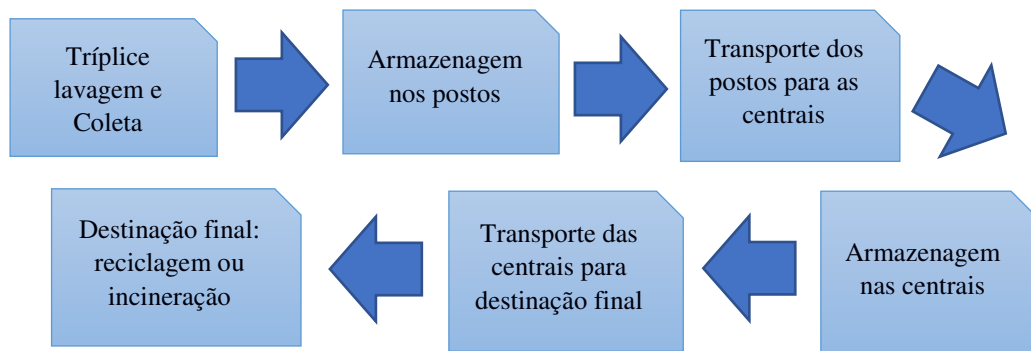 Tríplice
lavagem e
Coleta
Armazenagem
nos postos
Transporte dos
postos para as
centrais
Armazenagem
nas centrais
Transporte das
centrais para
destinação final
Destinação final:
reciclagem ou
incineração